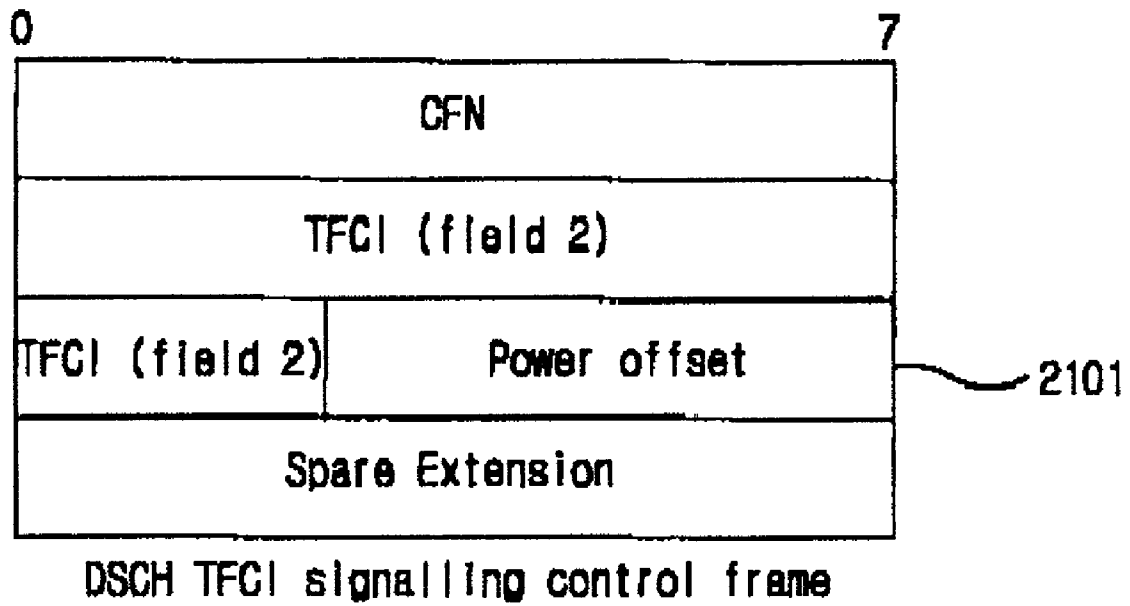 0 7
CFN
TFCI (field 2)
TFCI (field 2) Power offset
2101
Spare Extension
DSCH TFCI signalling control frame